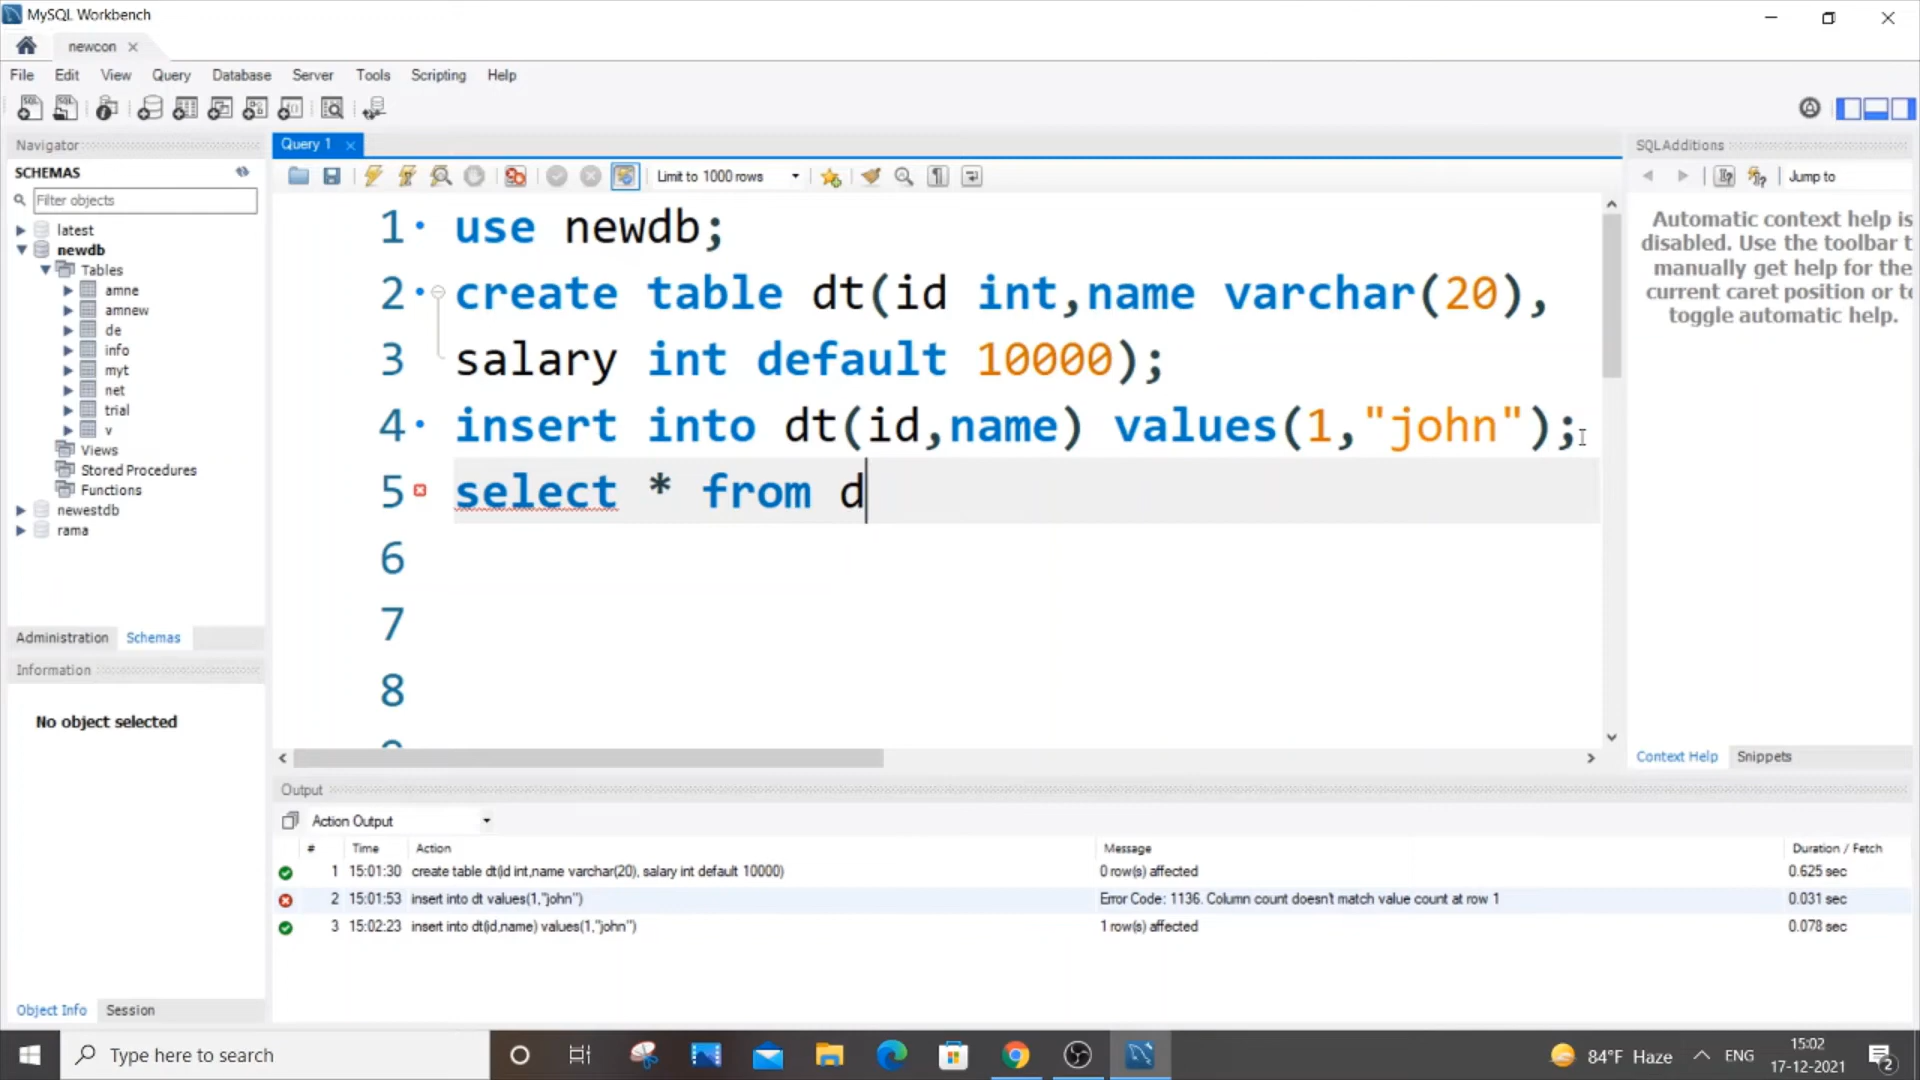 MySQL Workbench
newcon
File Edit View Query Database Server Tools Scripting Help
Navigator
SCHEMAS
Filter objects
latest
newdb
Tables
amne
amnew
de
info
myt
net
trial
v
Views
Stored Procedures
Functions
newestdb
rama
Administration Schemas
Information
No object selected
Object Info Session
Query 1
Limit to 1000 rows
1 use newdb;
2 create table dt(id int,name varchar(20),
3 salary int default 10000);
4 insert into dt(id,name) values(1,"john");
5 select * from d
6
7
8
SQLAdditions
Jump to
Automatic context help is
disabled. Use the toolbar t
manually get help for the
current caret position or to
toggle automatic help.
Context Help Snippets
Output
Action Output
# Time Action Message Duration / Fetch
1 15:01:30 create table dt(id int,name varchar(20), salary int default 10000) 0 row(s) affected 0.625 sec
2 15:01:53 insert into dt values(1,"john") Error Code: 1136. Column count doesn't match value count at row 1 0.031 sec
3 15:02:23 insert into dt(id,name) values(1,"john") 1 row(s) affected 0.078 sec
Type here to search
84°F Haze
ENG
15:02
17-12-2021
2